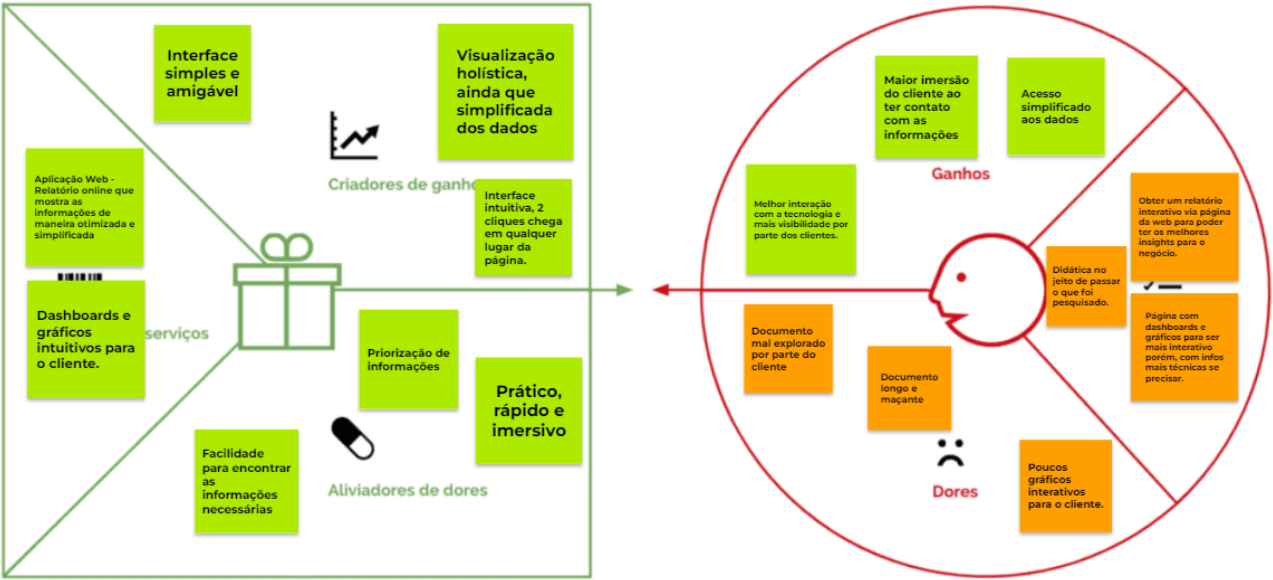 Interface
simples e
amigável
Visualização
holística,
ainda que
simplificada
dos dados
Criadores de ganho
Interface
intuitiva, 2
cliques chega
em qualquer
lugar da
página.
Aplicação Web -
Relatório online que
mostra as
informações de
maneira otimizada e
simplificada
Dashboards e
gráficos
intuitivos para
o cliente.
serviços
Priorização de
informações
Prático,
rápido e
imersivo
Facilidade
para encontrar
as
informações
necessárias
Aliviadores de dores
Maior imersão
do cliente ao
ter contato
com as
informações
Acesso
simplificado
aos dados
Ganhos
Melhor interação
com a tecnologia e
mais visibilidade por
parte dos clientes.
Obter um relatório
interativo via página
da web para poder
ter os melhores
insights para o
negócio.
Didática no
jeito de passar
o que foi
pesquisado.
Página com
dashboards e
gráficos para ser
mais interativo
porém, com infos
mais técnicas se
precisar.
Documento
mal explorado
por parte do
cliente
Documento
longo e
maçante
Dores
Poucos
gráficos
interativos
para o cliente.